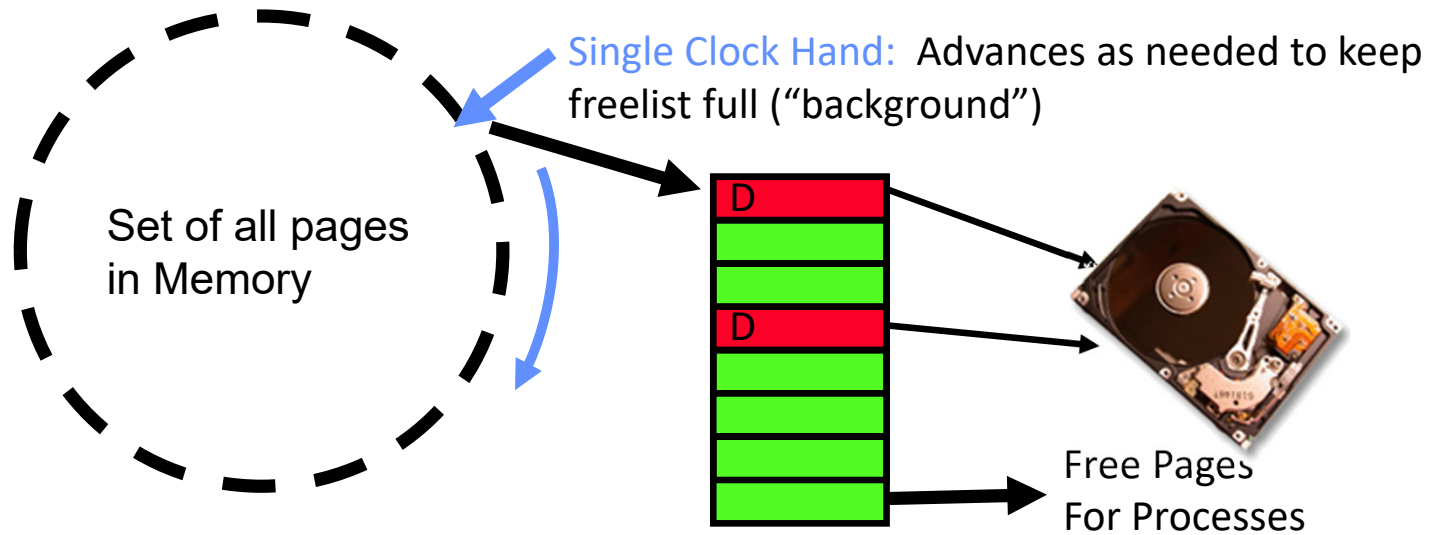 Single Clock Hand: Advances as needed to keep
freelist full (“background”)
Set of all pages
in Memory
D
D
Free Pages
For Processes